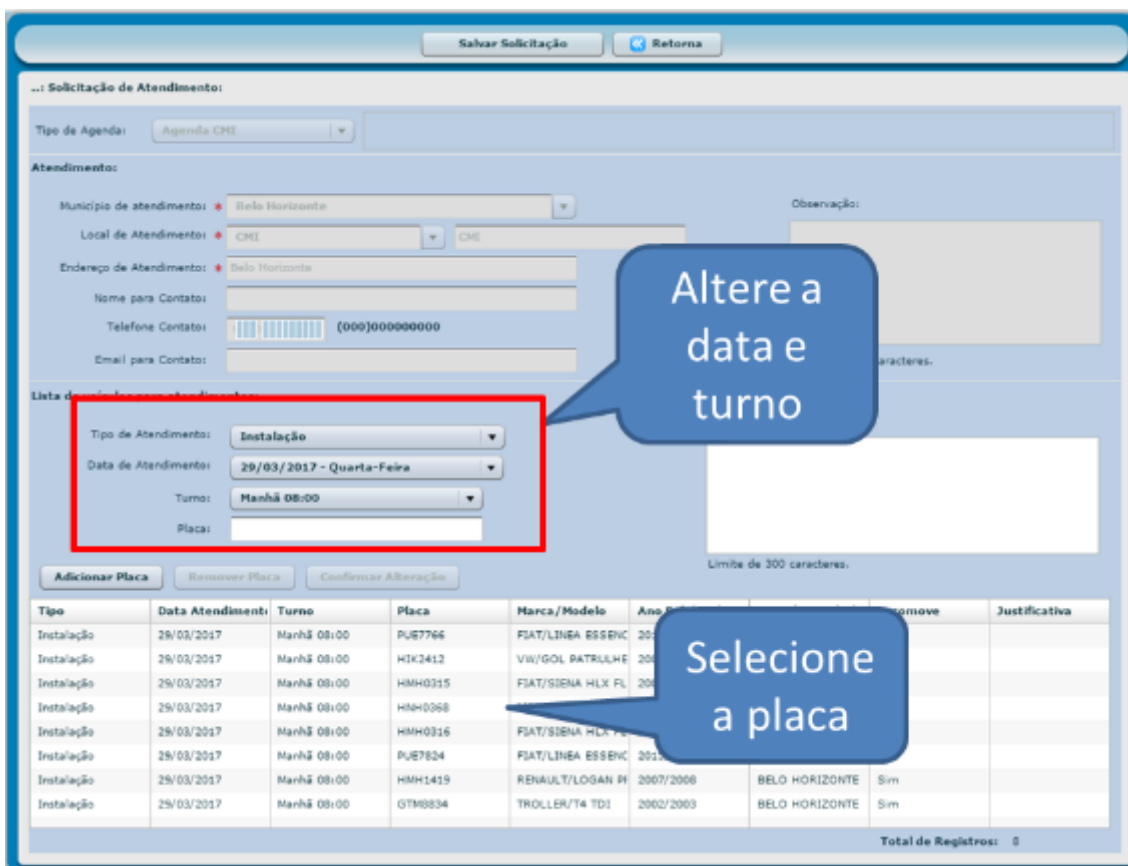 Salvar Solicitação Retorna
..: Solicitação de Atendimento:
Tipo de Agenda: Agenda CMI
Atendimento:
Município de atendimento: * Belo Horizonte Observação:
Local de Atendimento: * CMI CMI
Endereço de Atendimento: * Belo Horizonte
Nome para Contato:
Telefone Contato: (000)000000000
Email para Contato: aracteres.
Altere a
data e
turno
Lista de
Tipo de Atendimento: Instalação
Data de Atendimento: 29/03/2017 - Quarta-Feira
Turno: Manhã 08:00
Placa:
Limite de 300 caracteres.
Adicionar Placa Remover Placa Confirmar Alteração
Tipo Data Atendiment Turno Placa Marca/Modelo Ano omove Justificativa
Instalação 29/03/2017 Manhã 08:00 PUE7766 FIAT/LINEA ESSENC
Instalação 29/03/2017 Manhã 08:00 HIK2412 VW/GOL PATRULHE
Instalação 29/03/2017 Manhã 08:00 HMH0315 FIAT/SIENA HLX FL
Instalação 29/03/2017 Manhã 08:00 HNH0368
Instalação 29/03/2017 Manhã 08:00 HMH0316 FIAT/SIENA HLX
Instalação 29/03/2017 Manhã 08:00 PUE7824 FIAT/LINEA ESSENC
Instalação 29/03/2017 Manhã 08:00 HMH1419 RENAULT/LOGAN 2007/2008 BELO HORIZONTE Sim
Instalação 29/03/2017 Manhã 08:00 GTM8834 TROLLER/T4 TDI 2002/2003 BELO HORIZONTE Sim
Selecione
a placa
Total de Registros: 0